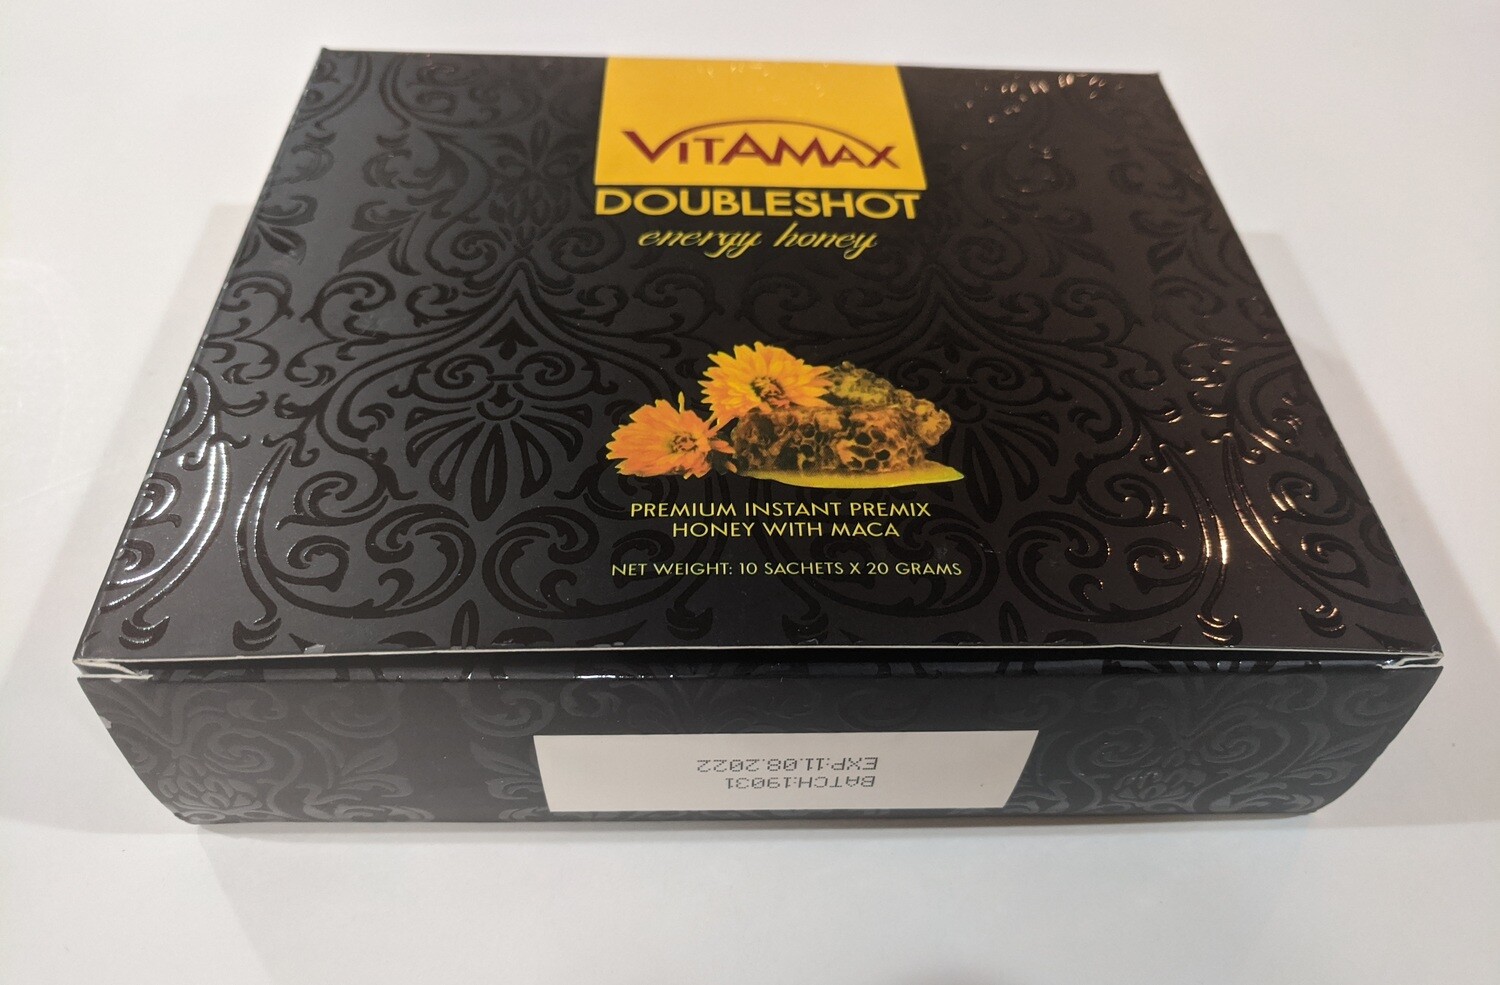 VITAMAX
DOUBLESHOT
energy honey
PREMIUM INSTANT PREMIX
HONEY WITH MACA
NET WEIGHT: 10 SACHETS X 20 GRAMS
BATCH:19031
EXP:11.08.2022